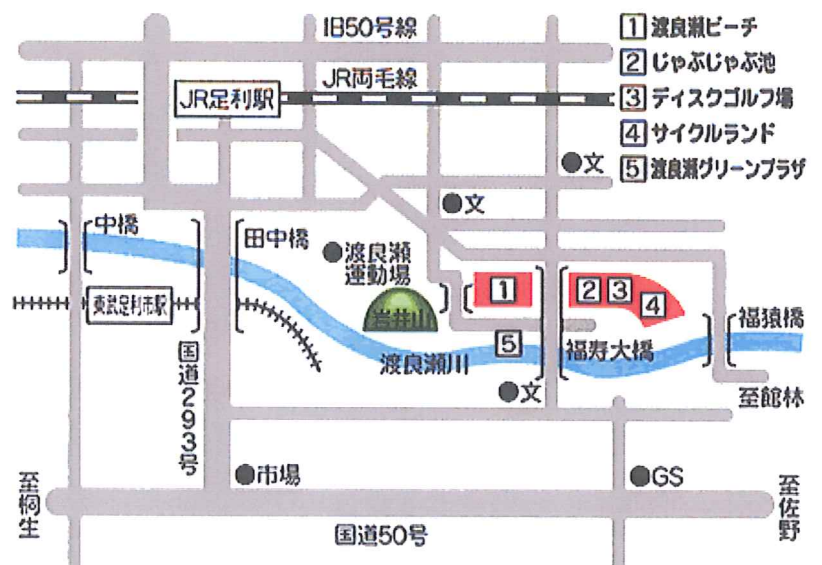 旧50号線
JR両毛線
JR足利駅
1 渡良瀬ビーチ
2 じゃぶじゃぶ池
3 ディスクゴルフ場
4 サイクルランド
5 渡良瀬グリーンプラザ
文
文
中橋
田中橋
渡良瀬
運動場
岩井山
東武足利市駅
1
2
3
4
5
福猿橋
福寿大橋
渡良瀬川
国道293号
文
至館林
市場
GS
至桐生
至佐野
国道50号